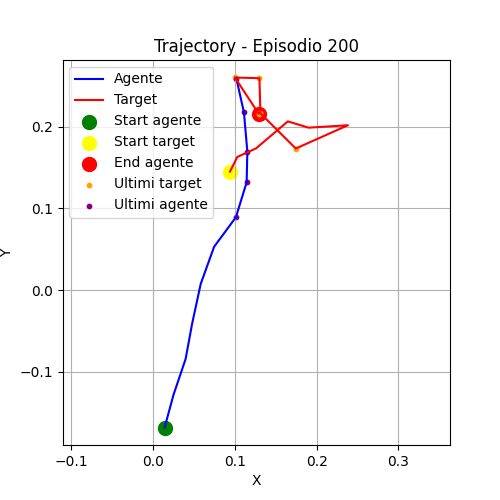 Trajectory - Episodio 200
Agente
Target
Start agente
Start target
End agente
Ultimi target
Ultimi agente
Y
0.2
0.1
0.0
−0.1
−0.1
0.0
0.1
0.2
0.3
X